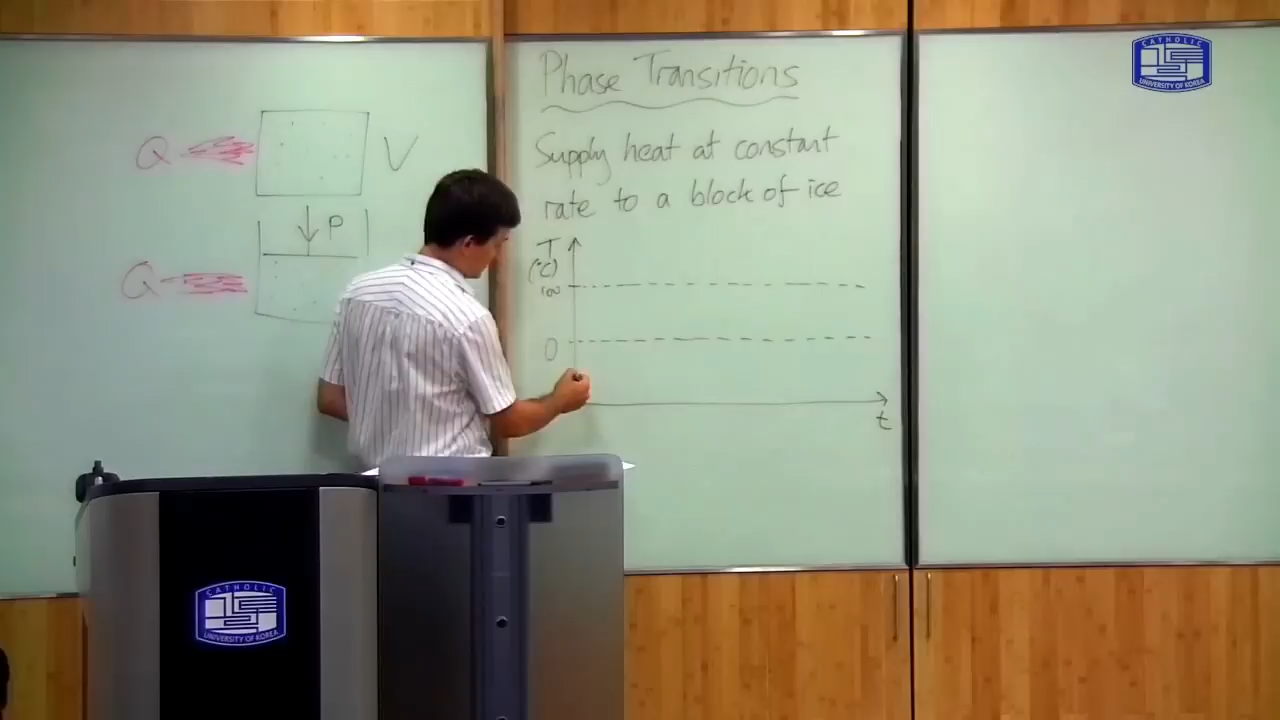 Q
V
P
Q
Phase Transitions
Supply heat at constant
rate to a block of ice
T
(°C)
100
0
t
CATHOLIC
UNIVERSITY OF KOREA
CATHOLIC
UNIVERSITY OF KOREA